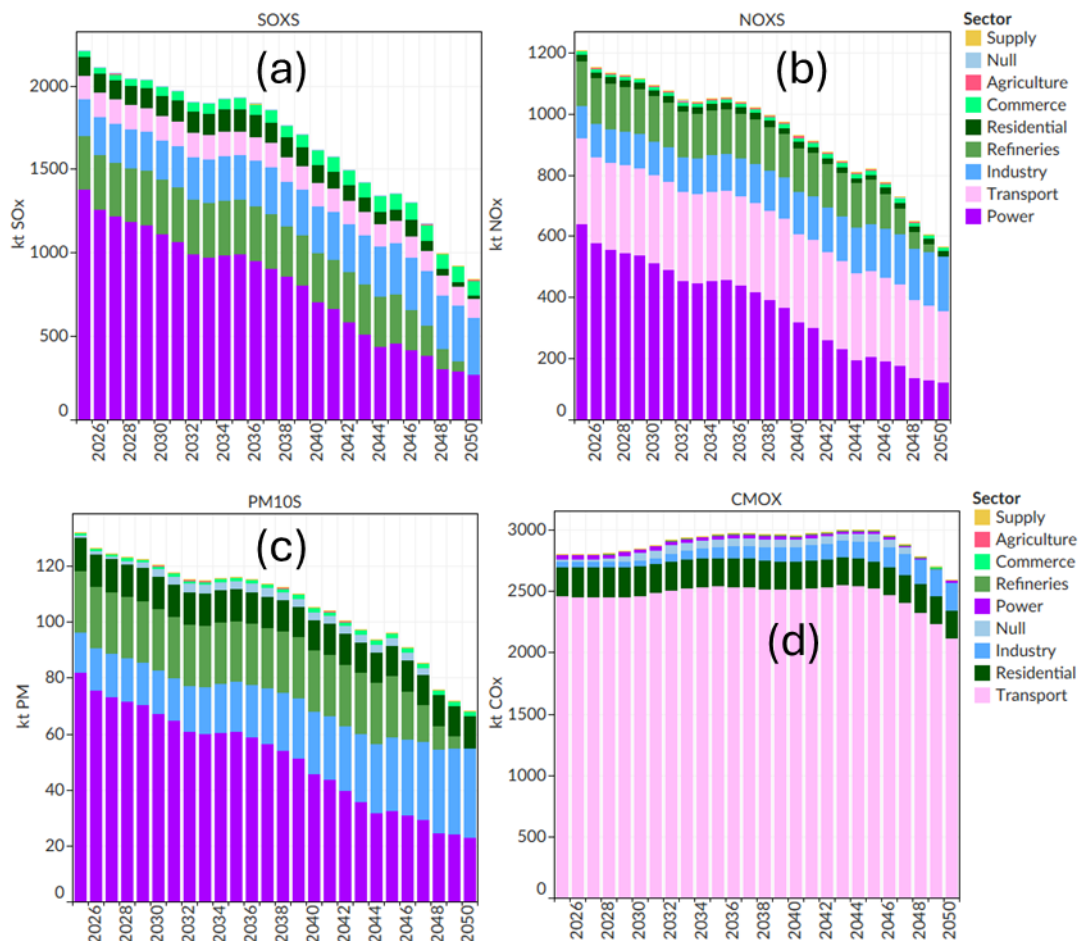 SOXS
(a)
kt SOx
2000
1500
1000
500
0
2026
2028
2030
2032
2034
2036
2038
2040
2042
2044
2046
2048
2050
NOXS
(b)
kt NOx
1200
1000
800
600
400
200
0
2026
2028
2030
2032
2034
2036
2038
2040
2042
2044
2046
2048
2050
Sector
Supply
Null
Agriculture
Commerce
Residential
Refineries
Industry
Transport
Power
PM10S
(c)
kt PM
120
100
80
60
40
20
0
2026
2028
2030
2032
2034
2036
2038
2040
2042
2044
2046
2048
2050
CMOX
(d)
kt COx
3000
2500
2000
1500
1000
500
0
2026
2028
2030
2032
2034
2036
2038
2040
2042
2044
2046
2048
2050
Sector
Supply
Agriculture
Commerce
Refineries
Power
Null
Industry
Residential
Transport